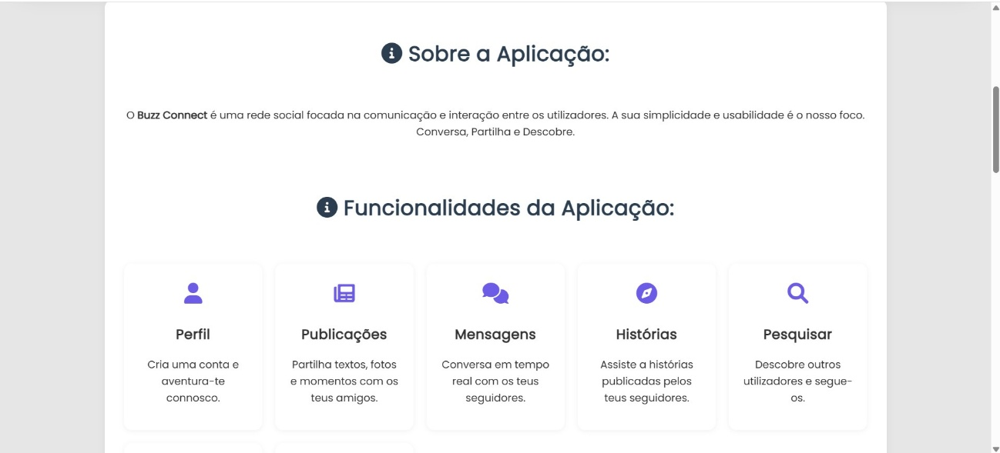 Sobre a Aplicação:
O Buzz Connect é uma rede social focada na comunicação e interação entre os utilizadores. A sua simplicidade e usabilidade é o nosso foco.
Conversa, Partilha e Descobre.
Funcionalidades da Aplicação:
Perfil
Cria uma conta e
aventura-te
connosco.
Publicações
Partilha textos, fotos
e momentos com os
teus amigos.
Mensagens
Conversa em tempo
real com os teus
seguidores.
Histórias
Assiste a histórias
publicadas pelos
teus seguidores.
Pesquisar
Descobre outros
utilizadores e segue-
os.